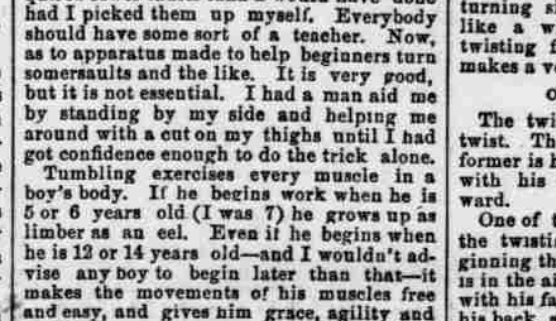 had I picked them up myself. Everybody
should have some sort of a teacher. Now,
as to apparatus made to help beginners turn
somersaults and the like. It is very good,
but it is not essential. I had a man aid me
by standing by my side and helping me
around with a cut on my thighs until I had
got confidence enough to do the trick alone.
Tumbling exercises every muscle in a
boy's body. If he begins work when he is
5 or 6 years old (I was 7) he grows up as
limber as an eel. Even if he begins when
he is 12 or 14 years old—and I wouldn't ad-
vise any boy to begin later than that—it
makes the movements of his muscles free
and easy, and gives him grace, agility and
turning
like a
twisting
makes a
The
twist.
former is
with his
ward.
One of
the
ginning
is in the
with his
his back